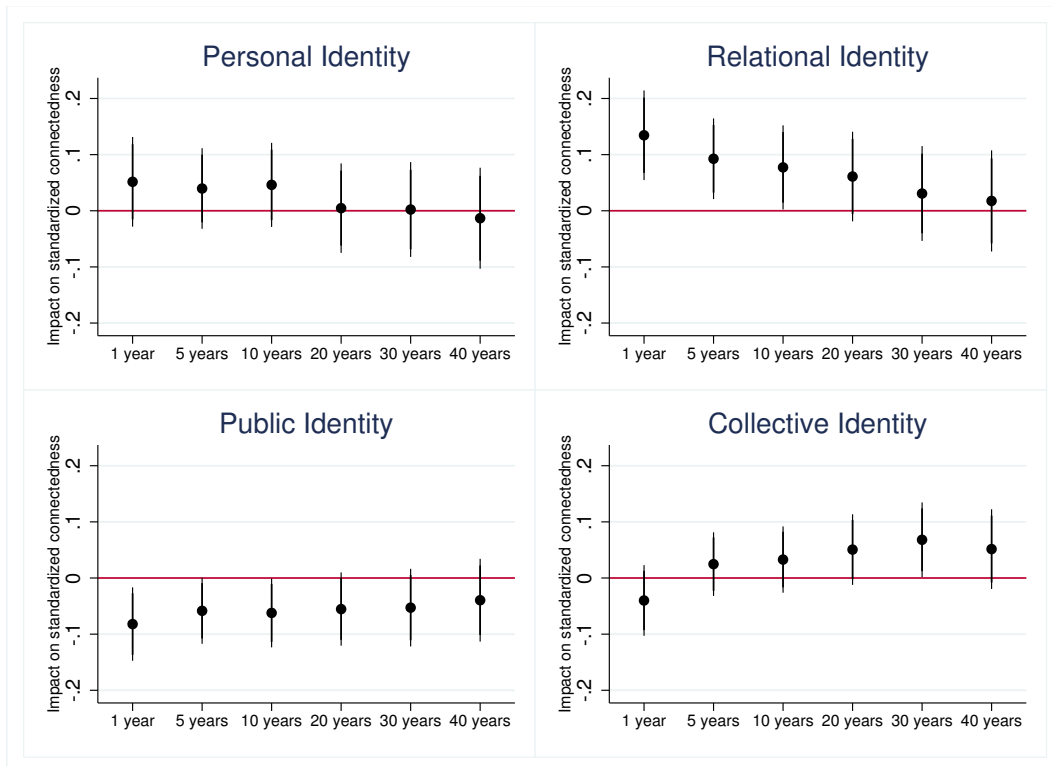 Personal Identity
Impact on standardized connectedness
.2
.1
0
-.1
-.2
1 year 5 years 10 years 20 years 30 years 40 years
Relational Identity
Impact on standardized connectedness
.2
.1
0
-.1
-.2
1 year 5 years 10 years 20 years 30 years 40 years
Public Identity
Impact on standardized connectedness
.2
.1
0
-.1
-.2
1 year 5 years 10 years 20 years 30 years 40 years
Collective Identity
Impact on standardized connectedness
.2
.1
0
-.1
-.2
1 year 5 years 10 years 20 years 30 years 40 years